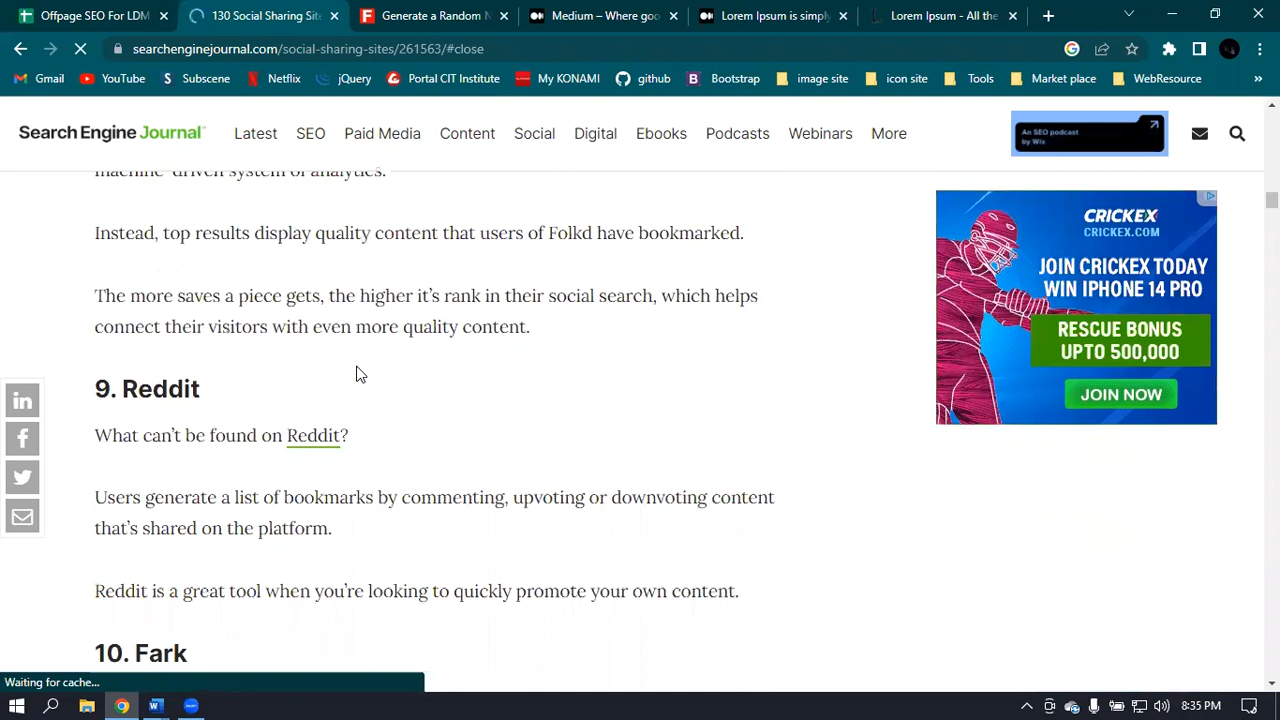 Offpage SEO For LDM
130 Social Sharing Sit
Generate a Random N
Medium – Where goo
Lorem Ipsum is simply
Lorem Ipsum - All the
searchenginejournal.com/social-sharing-sites/261563/#close
Gmail
YouTube
Subscene
Netflix
jQuery
Portal CIT Institute
My KONAMI
github
Bootstrap
image site
icon site
Tools
Market place
WebResource
Search Engine Journal
Latest
SEO
Paid Media
Content
Social
Digital
Ebooks
Podcasts
Webinars
More
An SEO podcast
by Wix
machine-driven system of analytics.
Instead, top results display quality content that users of Folkd have bookmarked.
The more saves a piece gets, the higher it's rank in their social search, which helps
connect their visitors with even more quality content.
9. Reddit
What can't be found on Reddit?
Users generate a list of bookmarks by commenting, upvoting or downvoting content
that's shared on the platform.
Reddit is a great tool when you're looking to quickly promote your own content.
10. Fark
CRICKEX
CRICKEX.COM
JOIN CRICKEX TODAY
WIN IPHONE 14 PRO
RESCUE BONUS
UPTO 500,000
JOIN NOW
Waiting for cache...
8:35 PM